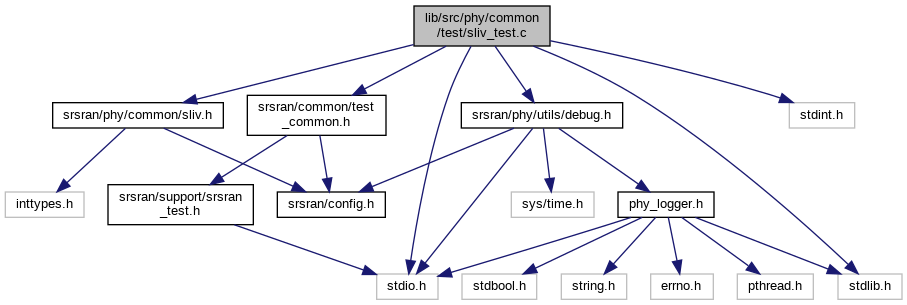 lib/src/phy/common
/test/sliv_test.c
srsran/phy/common/sliv.h
srsran/common/test
_common.h
srsran/phy/utils/debug.h
stdint.h
inttypes.h
srsran/support/srsran
_test.h
srsran/config.h
sys/time.h
phy_logger.h
stdio.h
stdbool.h
string.h
errno.h
pthread.h
stdlib.h